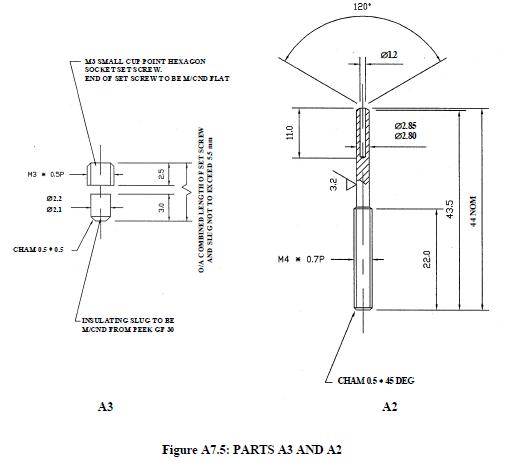 120°
M3 SMALL CUP POINT HEXAGON
SOCKET SET SCREW.
END OF SET SCREW TO BE M/CND FLAT
Ø1.2
11.0
Ø2.85
Ø2.80
M3 * 0.5P
2.5
Ø2.2
Ø2.1
3.0
O/A COMBINED LENGTH OF SET SCREW
AND SLUG NOT TO EXCEED 5.5 mm
3.2
43.5
44 NOM
CHAM 0.5 * 0.5
M4 * 0.7P
22.0
INSULATING SLUG TO BE
M/CND FROM PEEK GF 30
CHAM 0.5 * 45 DEG
A3
A2
Figure A7.5: PARTS A3 AND A2